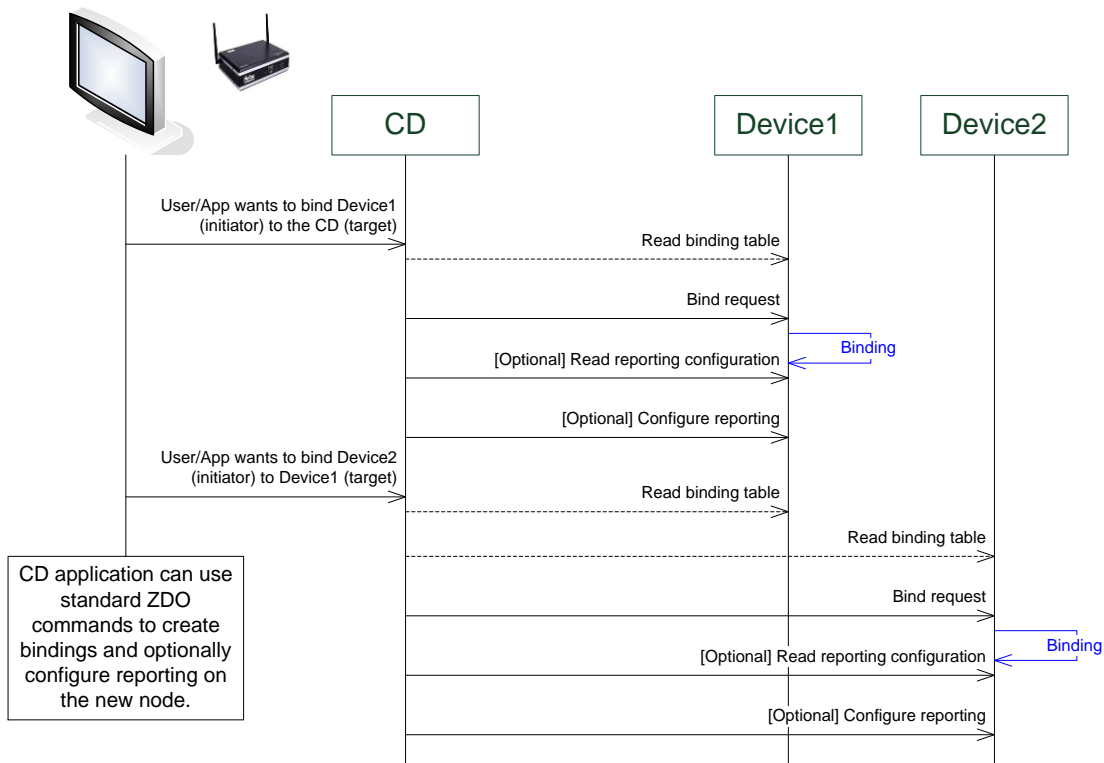 CD
Device1
Device2
User/App wants to bind Device1
(initiator) to the CD (target)
Read binding table
Bind request
Binding
[Optional] Read reporting configuration
[Optional] Configure reporting
User/App wants to bind Device2
(initiator) to Device1 (target)
Read binding table
Read binding table
CD application can use
standard ZDO
commands to create
bindings and optionally
configure reporting on
the new node.
Bind request
Binding
[Optional] Read reporting configuration
[Optional] Configure reporting